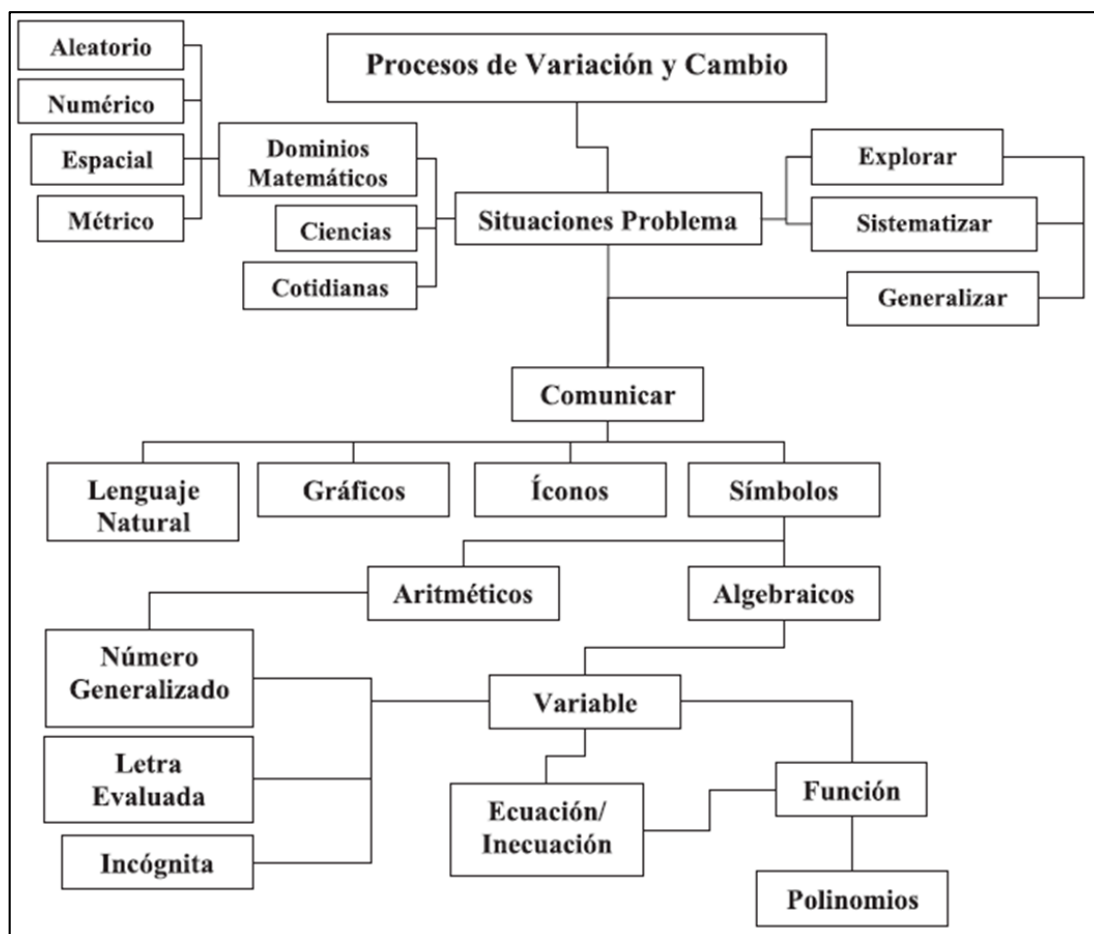 Procesos de Variación y Cambio
Aleatorio
Numérico
Espacial
Métrico
Dominios
Matemáticos
Ciencias
Cotidianas
Situaciones Problema
Explorar
Sistematizar
Generalizar
Comunicar
Lenguaje
Natural
Gráficos
Íconos
Símbolos
Aritméticos
Algebraicos
Número
Generalizado
Letra
Evaluada
Incógnita
Variable
Ecuación/
Inecuación
Función
Polinomios